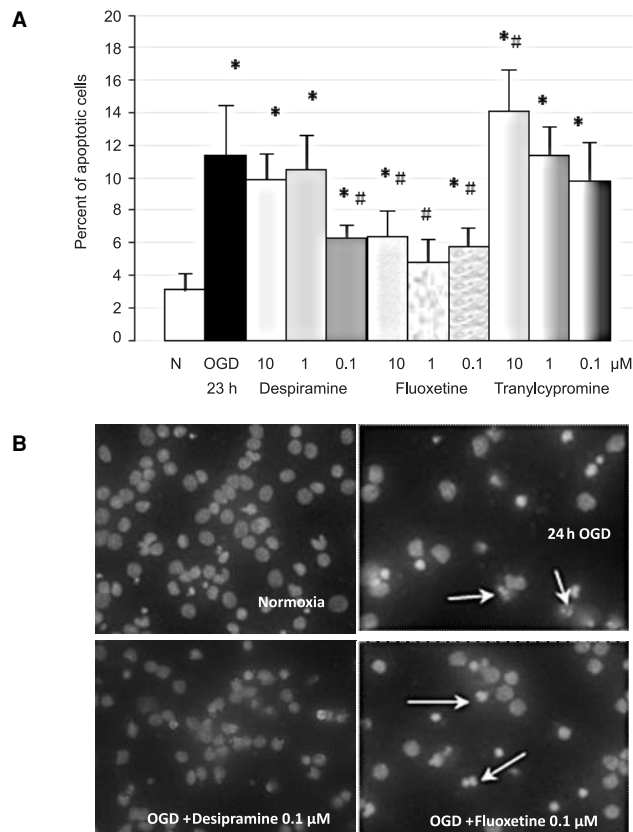 A
Percent of apoptotic cells
20
18
16
14
12
10
8
6
4
2
0
*
*
*
* #
* #
#
* #
* #
*
*
N OGD 10 1 0.1 10 1 0.1 10 1 0.1 µM
23 h Despiramine Fluoxetine Tranylcypromine
B
Normoxia
24 h OGD
OGD +Desipramine 0.1 µM
OGD +Fluoxetine 0.1 µM